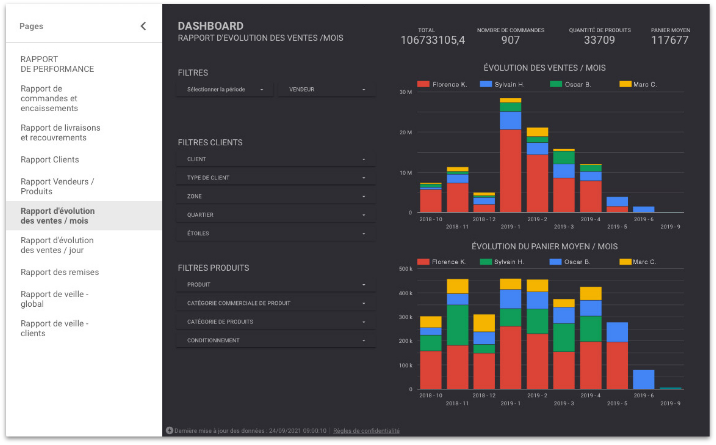 Pages
RAPPORT
DE PERFORMANCE
Rapport de
commandes et
encaissements
Rapport de livraisons
et recouvrements
Rapport Clients
Rapport Vendeurs /
Produits
Rapport d'évolution
des ventes / mois
Rapport d'évolution
des ventes / jour
Rapport des remises
Rapport de veille -
global
Rapport de veille -
clients
DASHBOARD
RAPPORT D'EVOLUTION DES VENTES /MOIS
TOTAL
106733105,4
NOMBRE DE COMMANDES
907
QUANTITÉ DE PRODUITS
33709
PANIER MOYEN
117677
FILTRES
Sélectionner la période
VENDEUR
FILTRES CLIENTS
CLIENT
TYPE DE CLIENT
ZONE
QUARTIER
ÉTOILES
FILTRES PRODUITS
PRODUIT
CATÉGORIE COMMERCIALE DE PRODUIT
CATÉGORIE DE PRODUITS
CONDITIONNEMENT
ÉVOLUTION DES VENTES / MOIS
Florence K. Sylvain H. Oscar B. Marc C.
30 M
20 M
10 M
0
2018 - 10 2018 - 12 2019 - 2 2019 - 4 2019 - 6
2018 - 11 2019 - 1 2019 - 3 2019 - 5 2019 - 9
ÉVOLUTION DU PANIER MOYEN / MOIS
Florence K. Sylvain H. Oscar B. Marc C.
500 k
400 k
300 k
200 k
100 k
0
2018 - 10 2018 - 12 2019 - 2 2019 - 4 2019 - 6
2018 - 11 2019 - 1 2019 - 3 2019 - 5 2019 - 9
Dernière mise à jour des données : 24/09/2021 09:00:10 | Règles de confidentialité